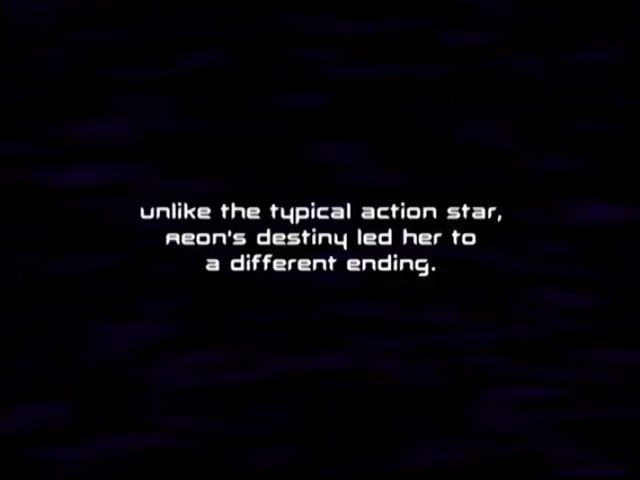 unlike the typical action star,
Aeon's destiny led her to
a different ending.